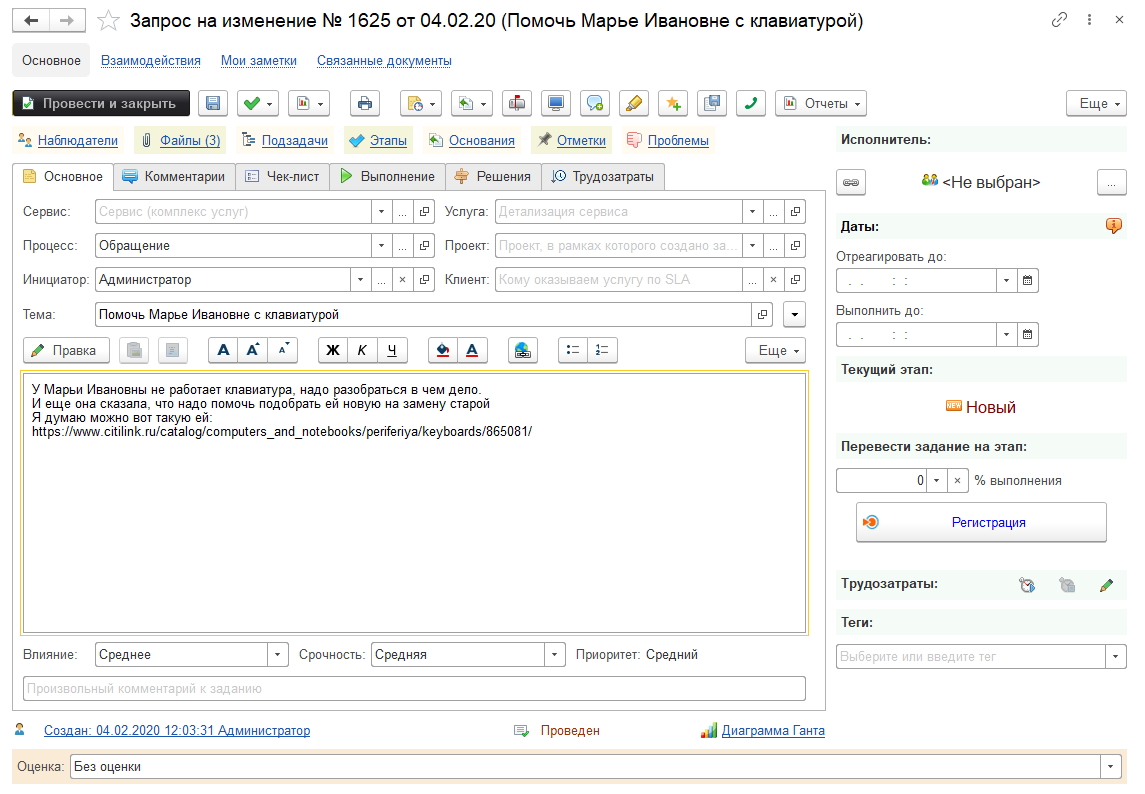 Запрос на изменение № 1625 от 04.02.20 (Помочь Марье Ивановне с клавиатурой)
Основное Взаимодействия Мои заметки Связанные документы
Провести и закрыть Отчеты Еще
Наблюдатели Файлы (3) Подзадачи Этапы Основания Отметки Проблемы
Основное Комментарии Чек-лист Выполнение Решения Трудозатраты
Сервис: Сервис (комплекс услуг) Услуга: Детализация сервиса
Процесс: Обращение Проект: Проект, в рамках которого создано за...
Инициатор: Администратор Клиент: Кому оказываем услугу по SLA
Тема: Помочь Марье Ивановне с клавиатурой
Правка A A A Ж К Ч A Еще
У Марьи Ивановны не работает клавиатура, надо разобраться в чем дело.
И еще она сказала, что надо помочь подобрать ей новую на замену старой
Я думаю можно вот такую ей:
https://www.citilink.ru/catalog/computers_and_notebooks/periferiya/keyboards/865081/
Влияние: Среднее Срочность: Средняя Приоритет: Средний
Произвольный комментарий к заданию
Исполнитель:
<Не выбран> ...
Даты:
Отреагировать до:
. . : :
Выполнить до:
. . : :
Текущий этап:
NEW Новый
Перевести задание на этап:
0 % выполнения
Регистрация
Трудозатраты:
Теги:
Выберите или введите тег
Создан: 04.02.2020 12:03:31 Администратор Проведен Диаграмма Ганта
Оценка: Без оценки